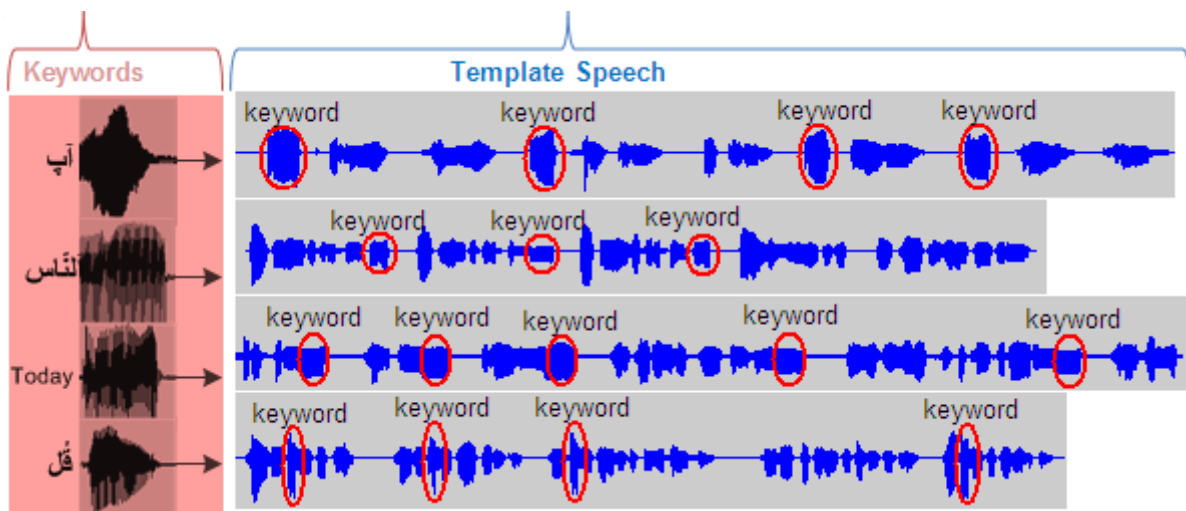 Keywords
Template Speech
آپ
keyword keyword keyword keyword
لنَّاس
keyword keyword keyword
Today
keyword keyword keyword keyword keyword
قُل
keyword keyword keyword keyword